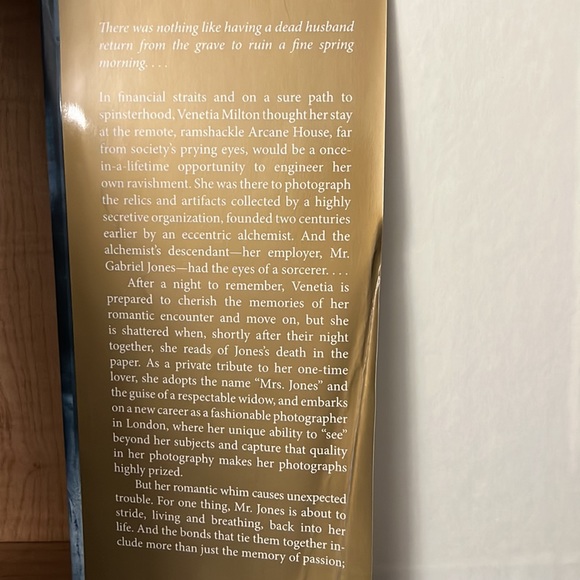 There was nothing like having a dead husband
return from the grave to ruin a fine spring
morning. . . .
In financial straits and on a sure path to
spinsterhood, Venetia Milton thought her stay
at the remote, ramshackle Arcane House, far
from society's prying eyes, would be a once-
in-a-lifetime opportunity to engineer her
own ravishment. She was there to photograph
the relics and artifacts collected by a highly
secretive organization, founded two centuries
earlier by an eccentric alchemist. And the
alchemist's descendant—her employer, Mr.
Gabriel Jones—had the eyes of a sorcerer. . . .
After a night to remember, Venetia is
prepared to cherish the memories of her
romantic encounter and move on, but she
is shattered when, shortly after their night
together, she reads of Jones's death in the
paper. As a private tribute to her one-time
lover, she adopts the name "Mrs. Jones" and
the guise of a respectable widow, and embarks
on a new career as a fashionable photographer
in London, where her unique ability to "see"
beyond her subjects and capture that quality
in her photography makes her photographs
highly prized.
But her romantic whim causes unexpected
trouble. For one thing, Mr. Jones is about to
stride, living and breathing, back into her
life. And the bonds that tie them together in-
clude more than just the memory of passion;